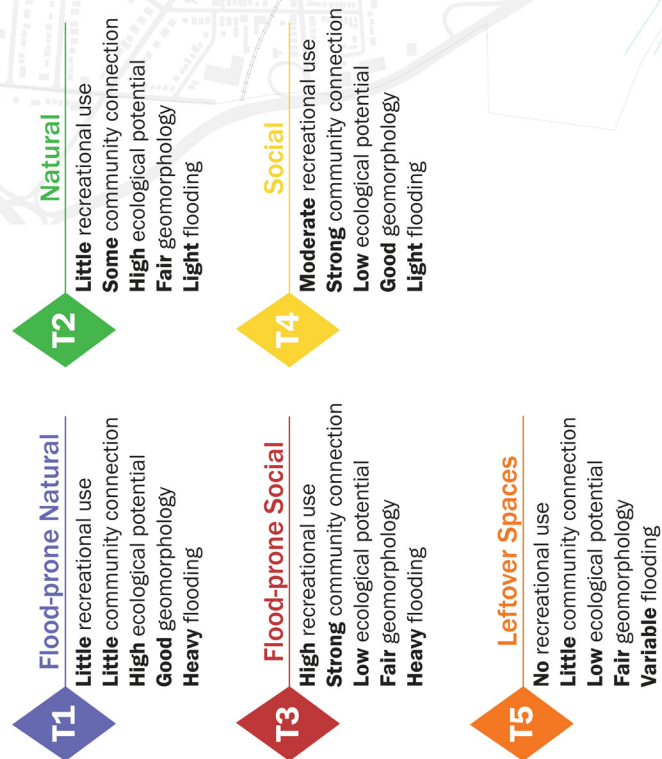 T1
Flood-prone Natural
Little recreational use
Little community connection
High ecological potential
Good geomorphology
Heavy flooding
T2
Natural
Little recreational use
Some community connection
High ecological potential
Fair geomorphology
Light flooding
T3
Flood-prone Social
High recreational use
Strong community connection
Low ecological potential
Fair geomorphology
Heavy flooding
T4
Social
Moderate recreational use
Strong community connection
Low ecological potential
Good geomorphology
Light flooding
T5
Leftover Spaces
No recreational use
Little community connection
Low ecological potential
Fair geomorphology
Variable flooding